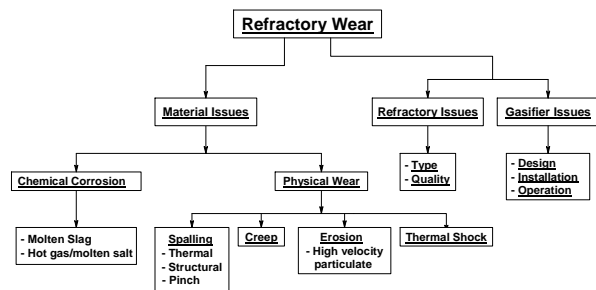 Refractory Wear
Material Issues
Refractory Issues
Gasifier Issues
- Type
- Quality
- Design
- Installation
- Operation
Chemical Corrosion
Physical Wear
- Molten Slag
- Hot gas/molten salt
Spalling
- Thermal
- Structural
- Pinch
Creep
Erosion
- High velocity
particulate
Thermal Shock